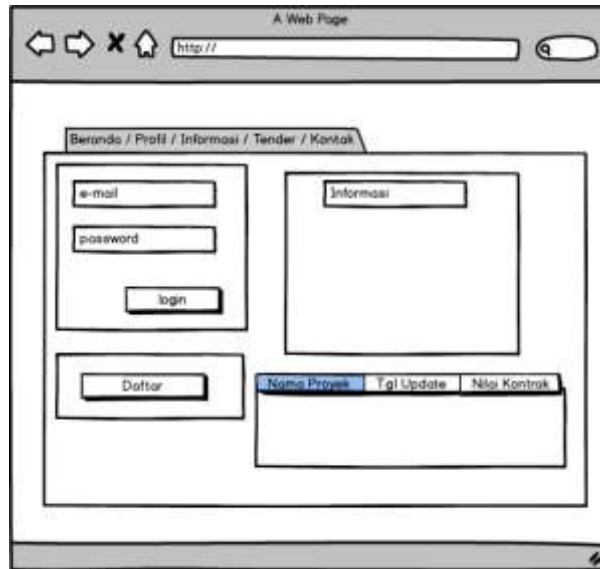 A Web Page
http://
Beranda / Profil / Informasi / Tender / Kontak
e-mail
password
login
Informasi
Daftar
Nama Proyek Tgl Update Nilai Kontrak